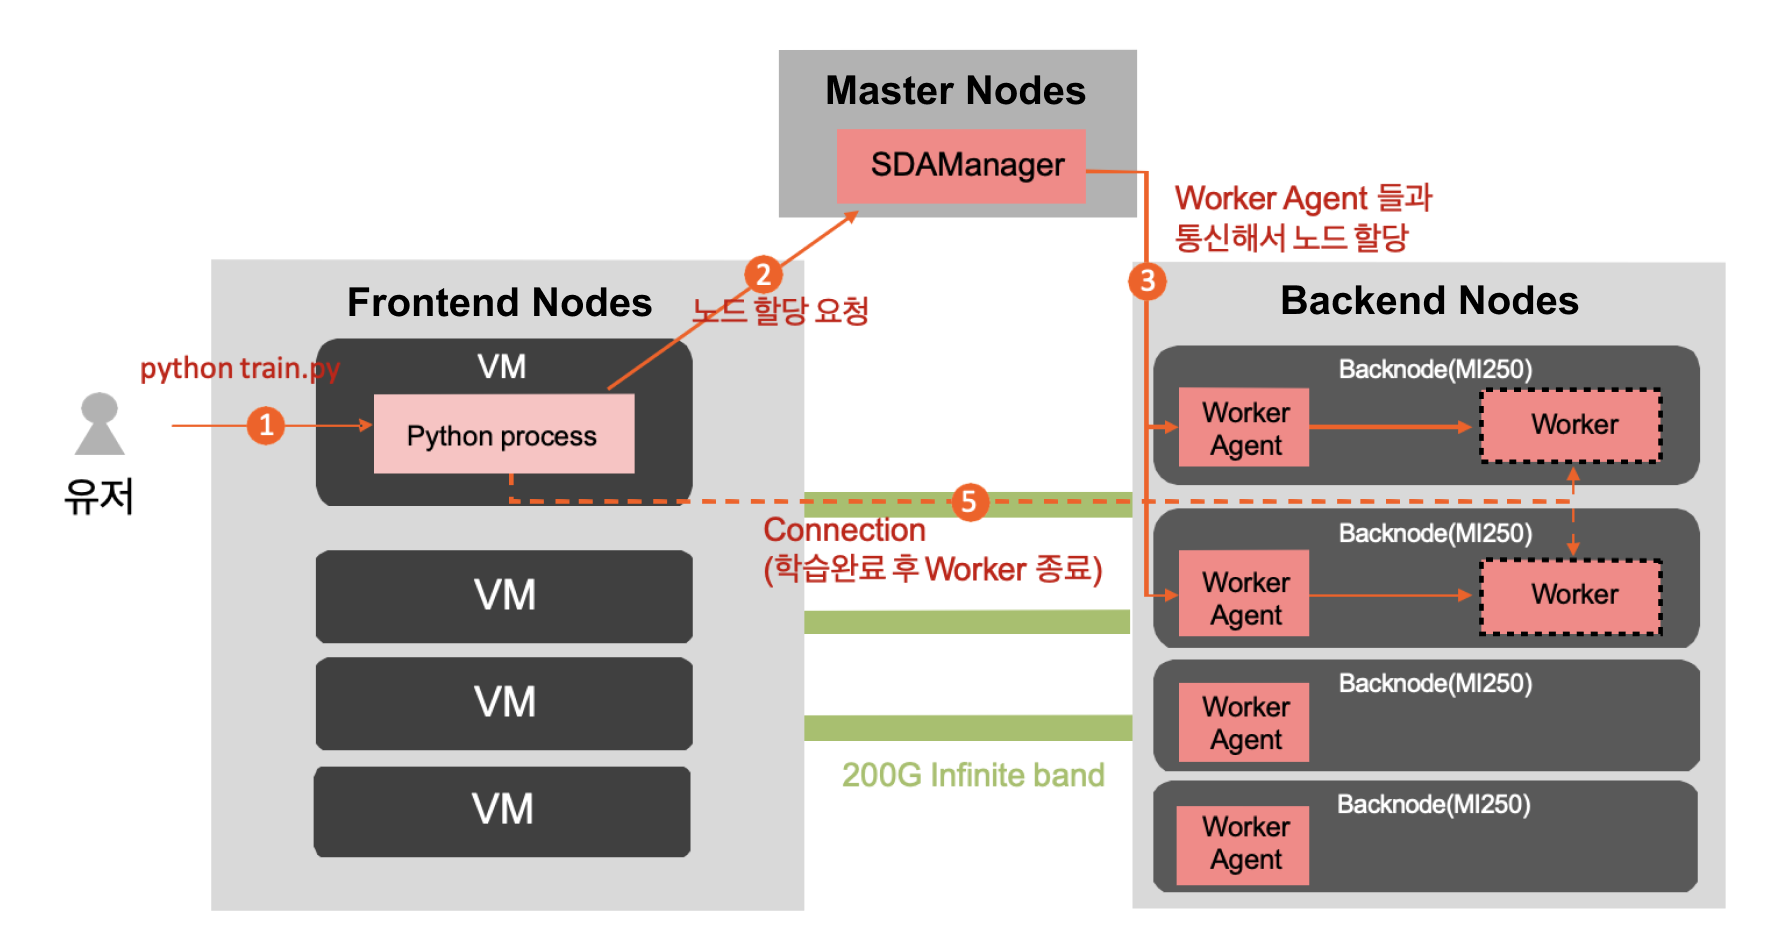 Master Nodes
SDAManager
Worker Agent 들과
통신해서 노드 할당
2
노드 할당 요청
3
Frontend Nodes
VM
python train.py
1
Python process
유저
VM
VM
VM
5
Connection
(학습완료 후 Worker 종료)
200G Infinite band
Backend Nodes
Backnode(MI250)
Worker
Agent
Worker
Backnode(MI250)
Worker
Agent
Worker
Backnode(MI250)
Worker
Agent
Backnode(MI250)
Worker
Agent